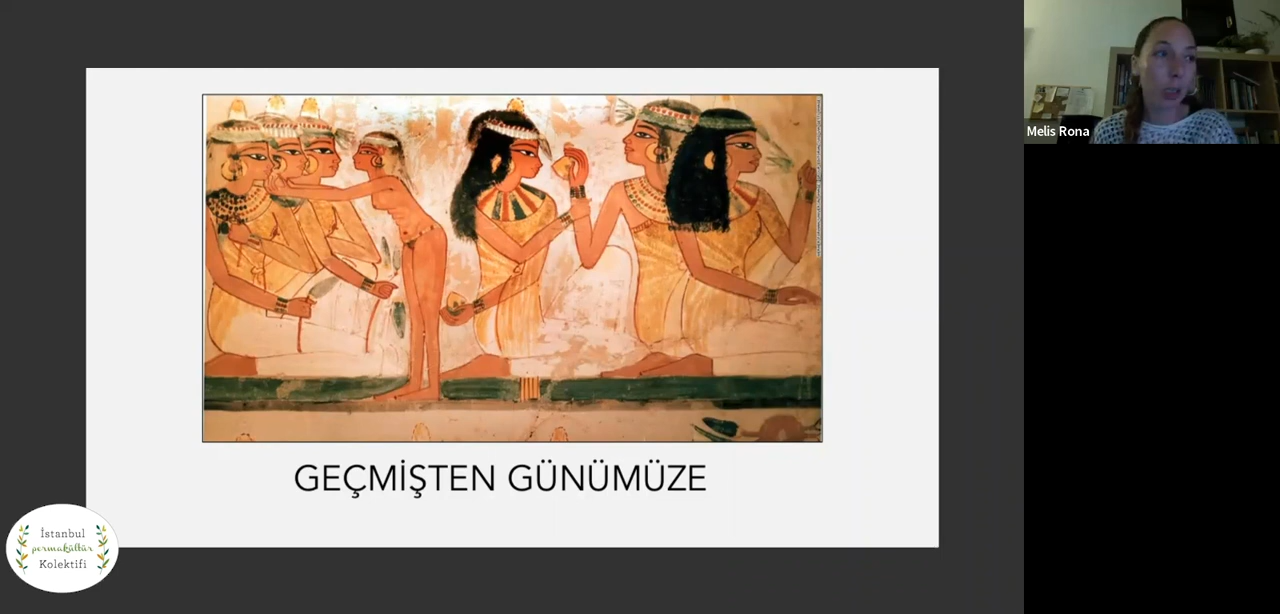 GEÇMİŞTEN GÜNÜMÜZE
Melis Rona
İstanbul
permakültür
Kolektifi